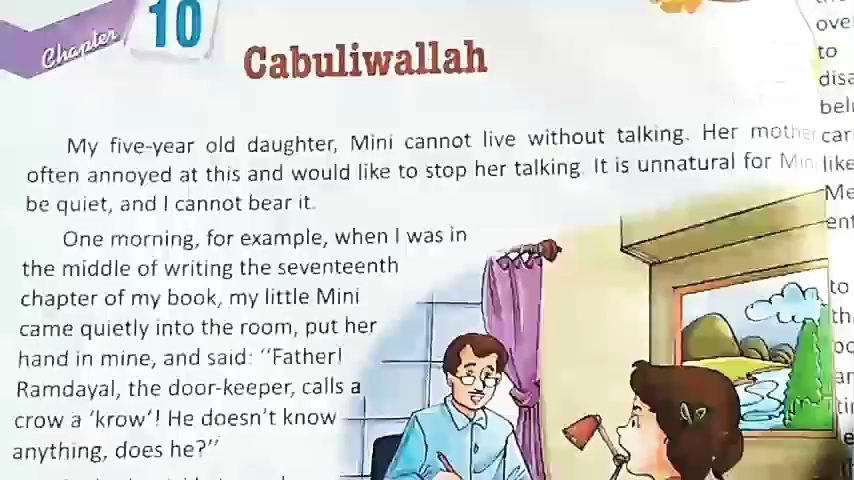 Chapter
10
Cabuliwallah
My five-year old daughter, Mini cannot live without talking. Her mother
often annoyed at this and would like to stop her talking. It is unnatural for Mini
be quiet, and I cannot bear it.
One morning, for example, when I was in
the middle of writing the seventeenth
chapter of my book, my little Mini
came quietly into the room, put her
hand in mine, and said: "Father!
Ramdayal, the door-keeper, calls a
crow a 'krow'! He doesn't know
anything, does he?"
to
like
to